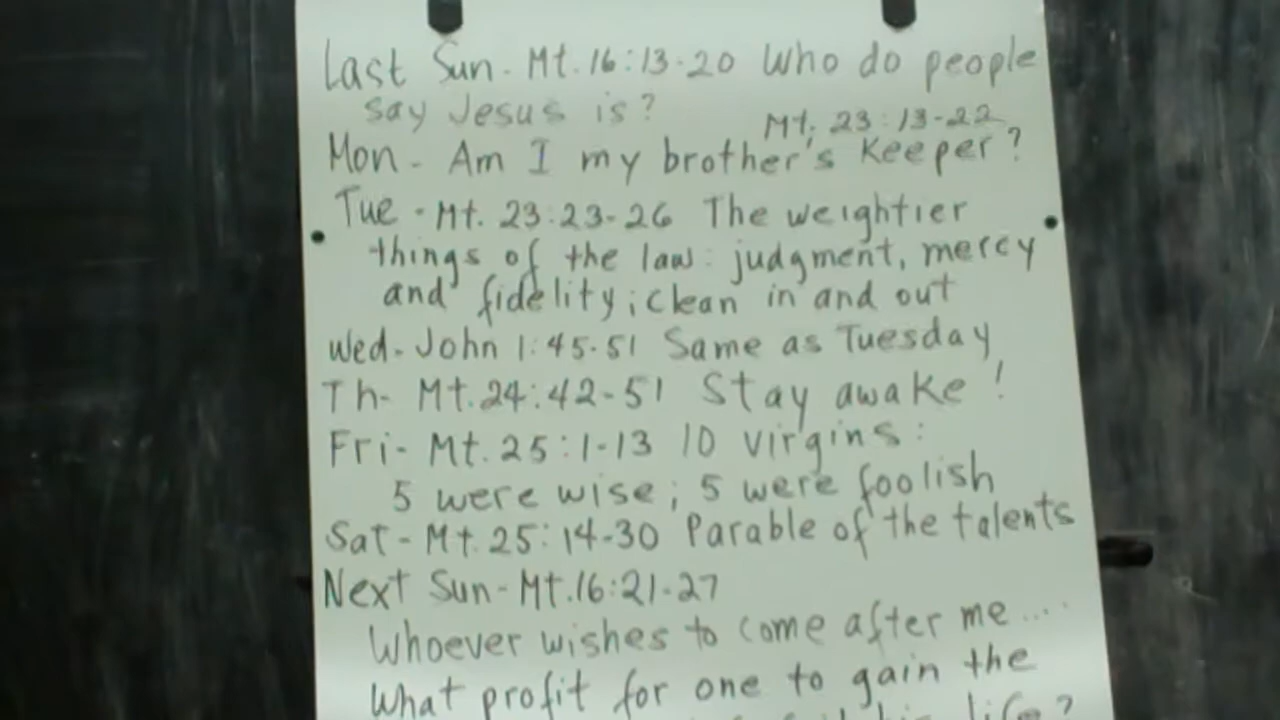 Last Sun - Mt. 16:13-20 Who do people
say Jesus is?
Mt. 23:13-22
Mon - Am I my brother's Keeper?
Tue - Mt. 23:23-26 The weightier
things of the law: judgment, mercy
and fidelity; clean in and out
Wed - John 1:45-51 Same as Tuesday
Th - Mt. 24:42-51 Stay awake!
Fri - Mt. 25:1-13 10 virgins:
5 were wise; 5 were foolish
Sat - Mt. 25:14-30 Parable of the talents
Next Sun - Mt. 16:21-27
Whoever wishes to come after me....
What profit for one to gain the
life?